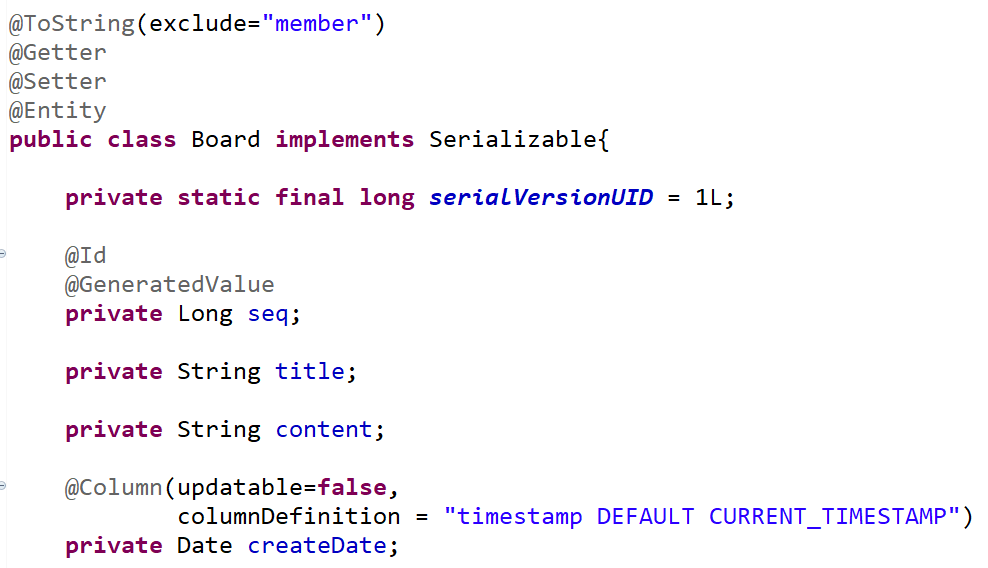 @ToString(exclude="member")
@Getter
@Setter
@Entity
public class Board implements Serializable{
private static final long serialVersionUID = 1L;
@Id
@GeneratedValue
private Long seq;
private String title;
private String content;
@Column(updatable=false,
columnDefinition = "timestamp DEFAULT CURRENT_TIMESTAMP")
private Date createDate;